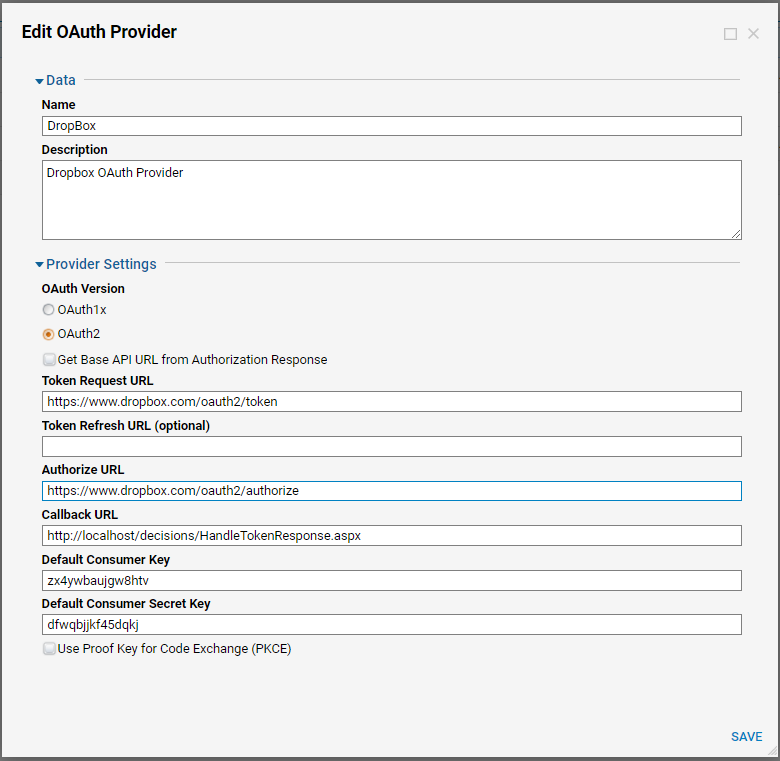 Edit OAuth Provider
Data
Name
DropBox
Description
Dropbox OAuth Provider
Provider Settings
OAuth Version
OAuth1x
OAuth2
Get Base API URL from Authorization Response
Token Request URL
https://www.dropbox.com/oauth2/token
Token Refresh URL (optional)
Authorize URL
https://www.dropbox.com/oauth2/authorize
Callback URL
http://localhost/decisions/HandleTokenResponse.aspx
Default Consumer Key
zx4ywbaujgw8htv
Default Consumer Secret Key
dfwqbjjkf45dqkj
Use Proof Key for Code Exchange (PKCE)
SAVE